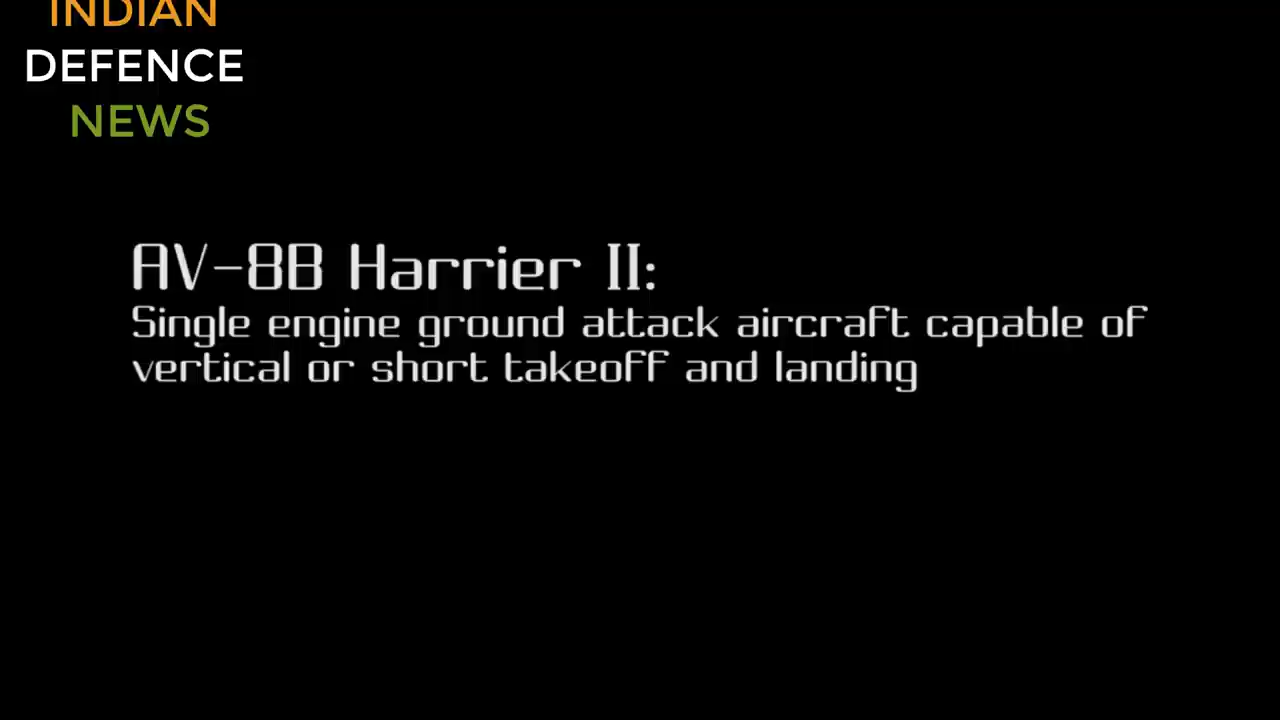 INDIAN
DEFENCE
NEWS
AV-8B Harrier II:
Single engine ground attack aircraft capable of
vertical or short takeoff and landing